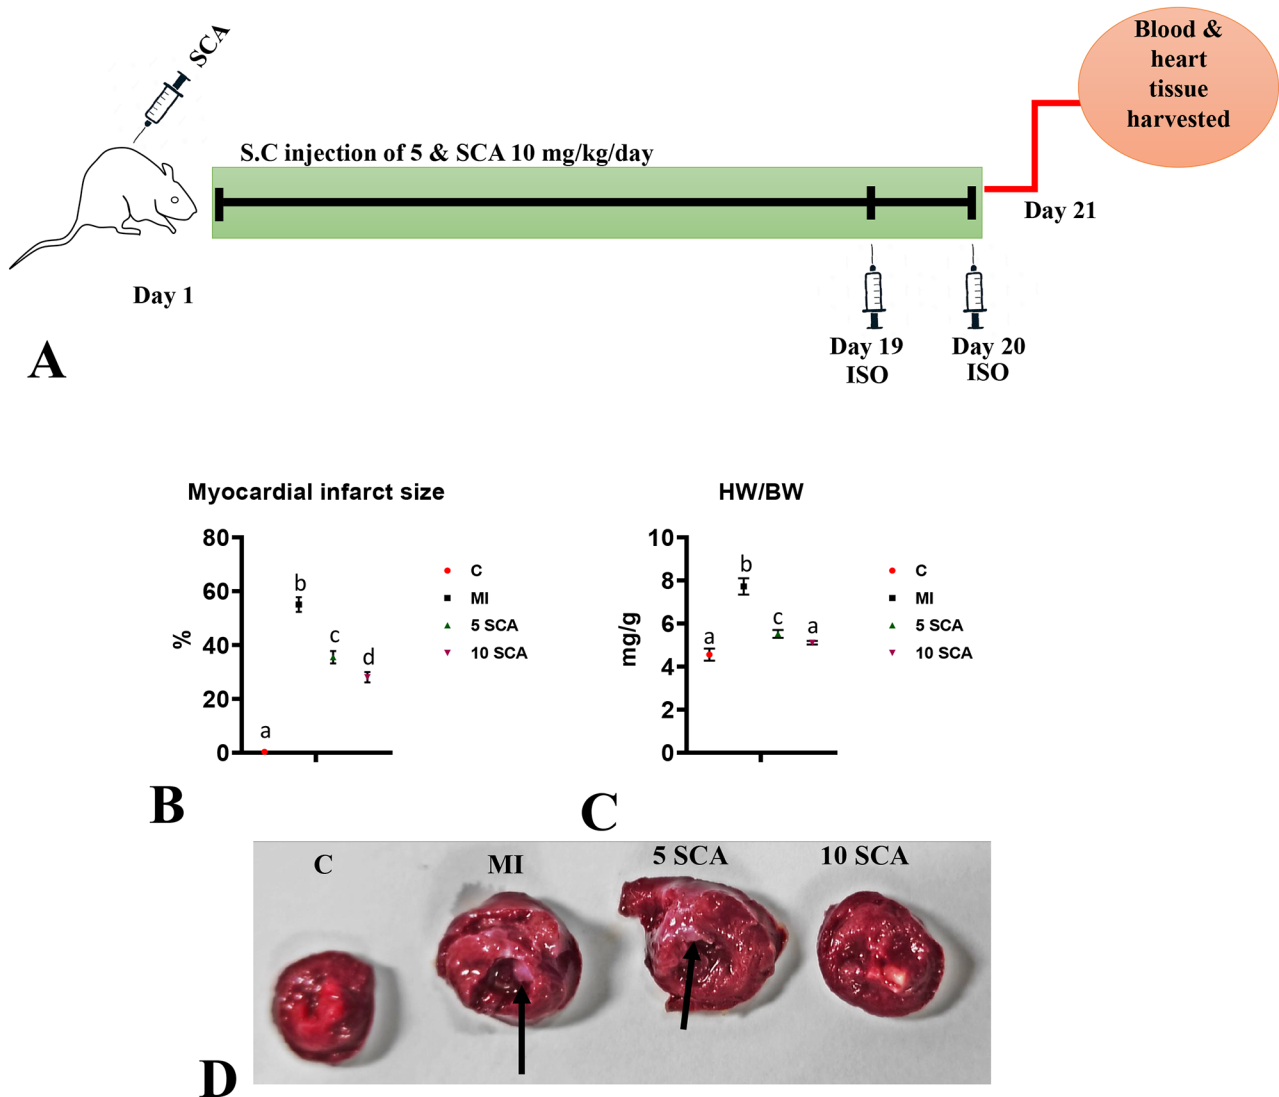 SCA
Blood &
heart
tissue
harvested
S.C injection of 5 & SCA 10 mg/kg/day
Day 21
Day 1
Day 19
ISO
Day 20
ISO
A
Myocardial infarct size
80
60
40
20
0
%
a
b
c
d
C
MI
5 SCA
10 SCA
B
HW/BW
10
8
6
4
2
0
mg/g
a
b
c
a
C
MI
5 SCA
10 SCA
C
C
MI
5 SCA
10 SCA
D